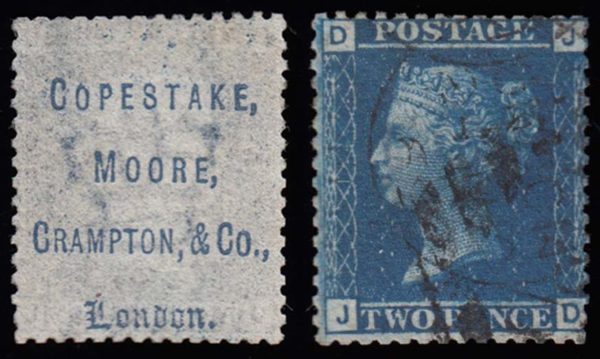 COPESTAKE,
MOORE,
CRAMPTON, & CO.,
London.
D POSTAGE J
J TWO PENCE D